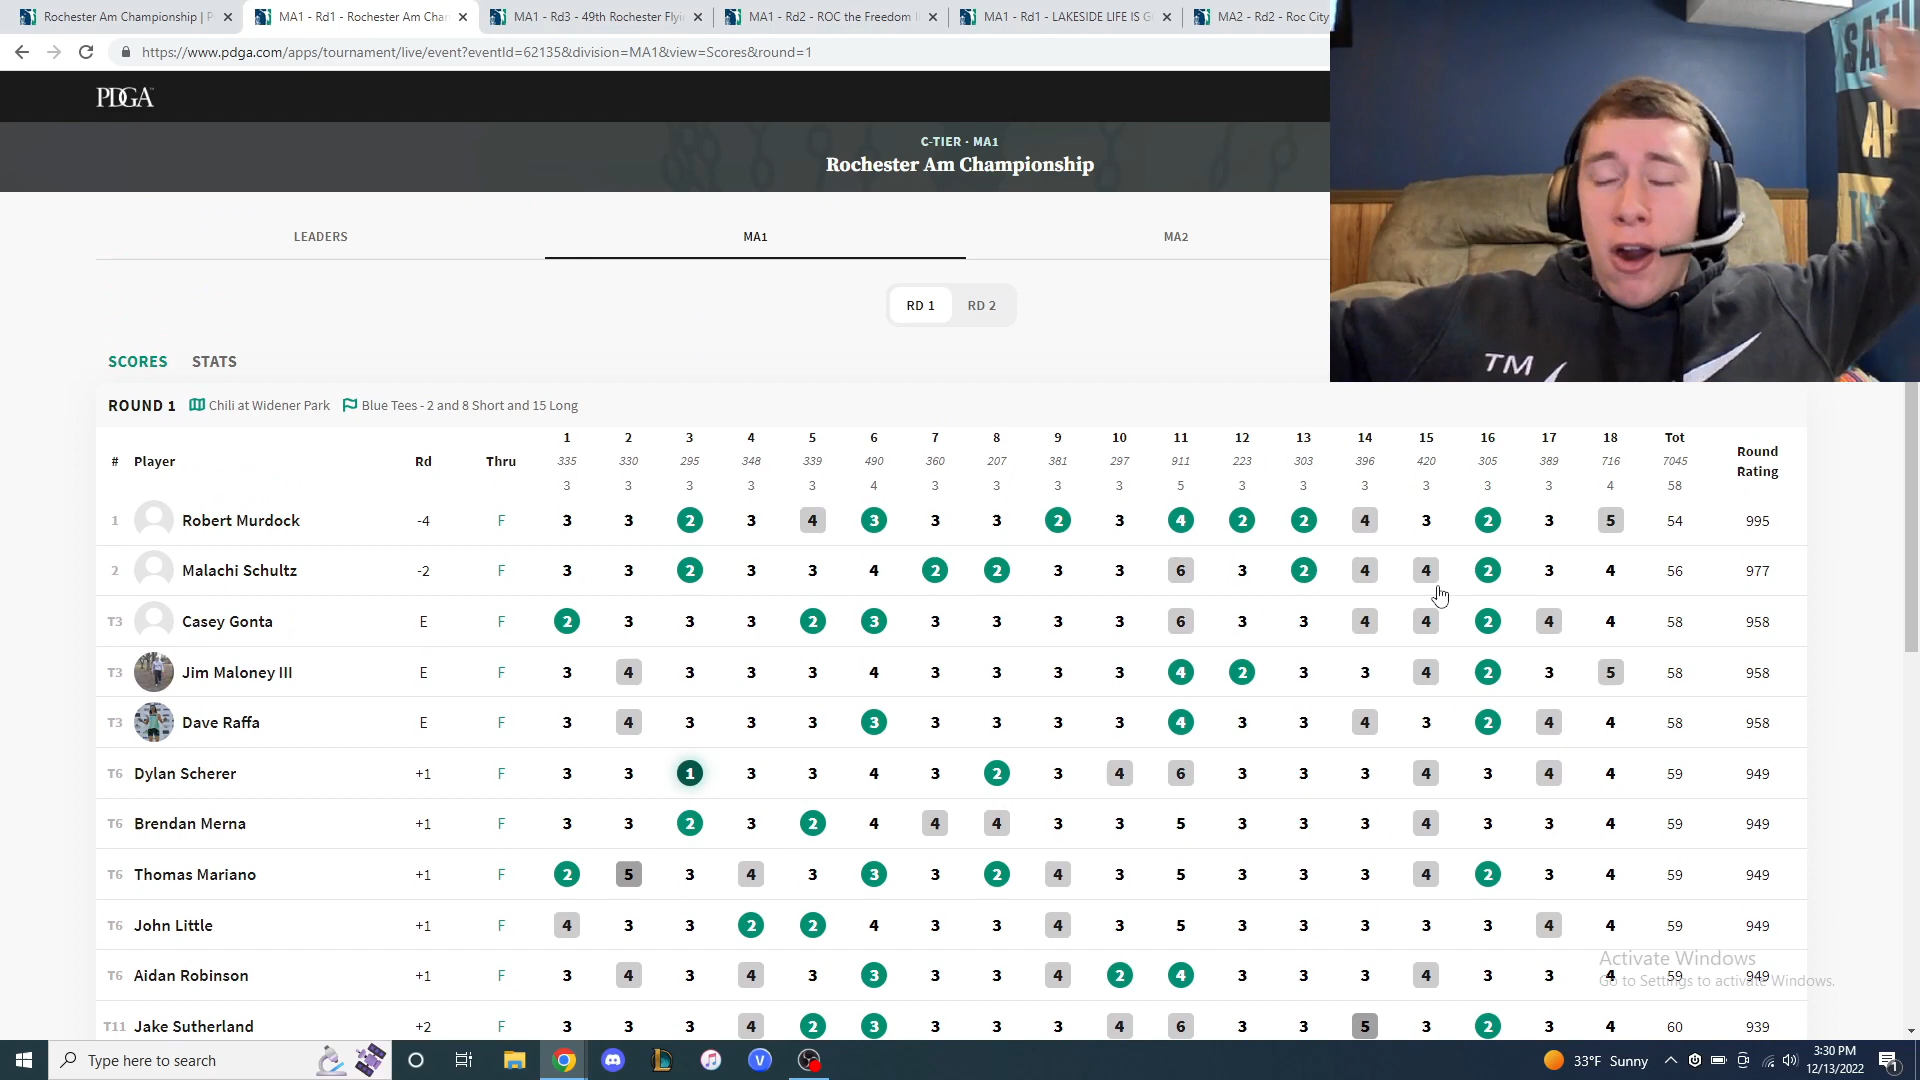 Rochester Am Championship | P
MA1 - Rd1 - Rochester Am Cha
MA1 - Rd3 - 49th Rochester Flyi
MA1 - Rd2 - ROC the Freedom
MA1 - Rd1 - LAKESIDE LIFE IS G
MA2 - Rd2 - Roc City
https://www.pdga.com/apps/tournament/live/event?eventId=62135&division=MA1&view=Scores&round=1
PDGA
C-TIER · MA1
Rochester Am Championship
LEADERS MA1 MA2
RD 1 RD 2
SCORES STATS
ROUND 1 Chili at Widener Park Blue Tees - 2 and 8 Short and 15 Long
1 2 3 4 5 6 7 8 9 10 11 12 13 14 15 16 17 18 Tot
# Player Rd Thru 335 330 295 348 339 490 360 207 381 297 911 223 303 396 420 305 389 716 7045 Round Rating
3 3 3 3 3 4 3 3 3 3 5 3 3 3 3 3 3 4 58
1 Robert Murdock -4 F 3 3 2 3 4 3 3 3 2 3 4 2 2 4 3 2 3 5 54 995
2 Malachi Schultz -2 F 3 3 2 3 3 4 2 2 3 3 6 3 2 4 4 2 3 4 56 977
T3 Casey Gonta E F 2 3 3 3 2 3 3 3 3 3 6 3 3 4 4 2 4 4 58 958
T3 Jim Maloney III E F 3 4 3 3 3 4 3 3 3 3 4 2 3 3 4 2 3 5 58 958
T3 Dave Raffa E F 3 4 3 3 3 3 3 3 3 3 4 3 3 4 3 2 4 4 58 958
T6 Dylan Scherer +1 F 3 3 1 3 3 4 3 2 3 4 6 3 3 3 4 3 4 4 59 949
T6 Brendan Merna +1 F 3 3 2 3 2 4 4 4 3 3 5 3 3 3 4 3 3 4 59 949
T6 Thomas Mariano +1 F 2 5 3 4 3 3 3 2 4 3 5 3 3 3 4 2 3 4 59 949
T6 John Little +1 F 4 3 3 2 2 4 3 3 4 3 5 3 3 3 3 3 4 4 59 949
T6 Aidan Robinson +1 F 3 4 3 4 3 3 3 3 4 2 4 3 3 3 4 3 3 4 59 949
T11 Jake Sutherland +2 F 3 3 3 4 2 3 3 3 3 4 6 3 3 5 3 2 3 4 60 939
TM
Activate Windows
Go to Settings to activate Windows.
Type here to search
33°F Sunny
3:30 PM
12/13/2022
1